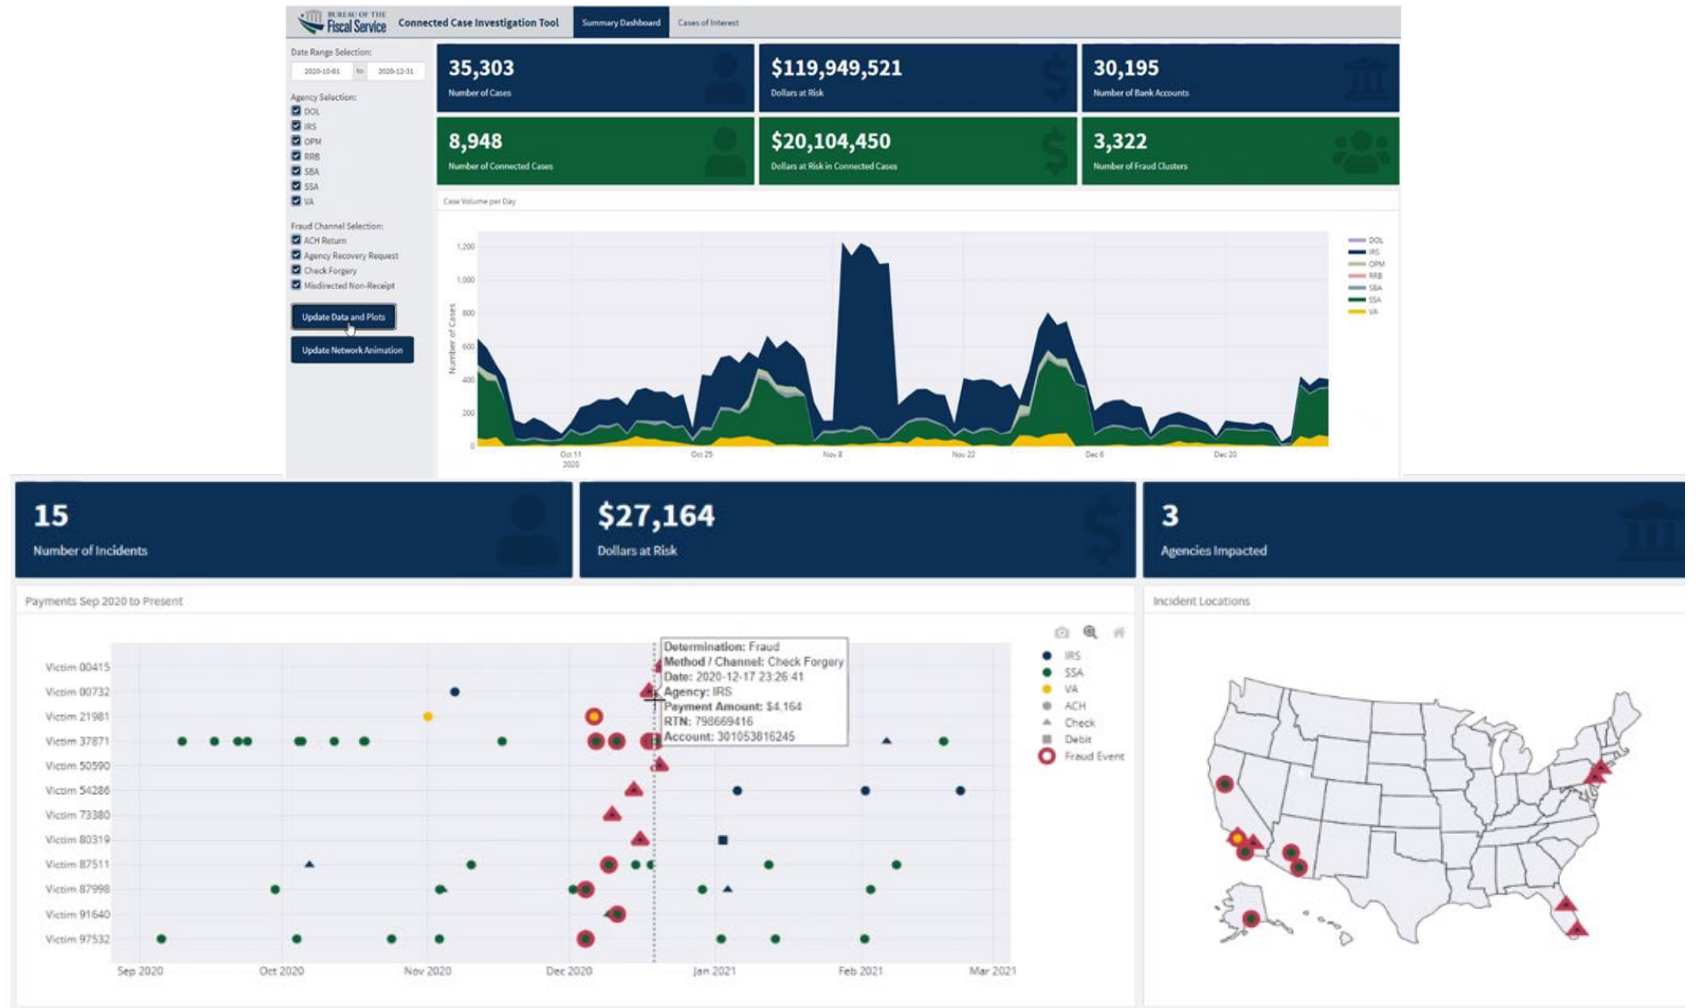 BUREAU OF THE
Fiscal Service
Connected Case Investigation Tool
Summary Dashboard
Cases of Interest
Date Range Selection:
2020-10-01 to 2020-12-31
Agency Selection:
DOL
IRS
OPM
RRB
SBA
SSA
VA
Fraud Channel Selection:
ACH Return
Agency Recovery Request
Check Forgery
Misdirected Non-Receipt
Update Data and Plots
Update Network Animation
35,303
Number of Cases
$119,949,521
Dollars at Risk
30,195
Number of Bank Accounts
8,948
Number of Connected Cases
$20,104,450
Dollars at Risk in Connected Cases
3,322
Number of Fraud Clusters
Case Volume per Day
Number of Cases
1,200
1,000
800
600
400
200
0
Oct 11
2020
Oct 25
Nov 8
Nov 22
Dec 6
Dec 20
DOL
IRS
OPM
RRB
SBA
SSA
VA
15
Number of Incidents
$27,164
Dollars at Risk
3
Agencies Impacted
Payments Sep 2020 to Present
Victim 00415
Victim 00732
Victim 21981
Victim 37871
Victim 50590
Victim 54286
Victim 73380
Victim 80319
Victim 87511
Victim 87998
Victim 91640
Victim 97532
Sep 2020
Oct 2020
Nov 2020
Dec 2020
Jan 2021
Feb 2021
Mar 2021
Determination: Fraud
Method / Channel: Check Forgery
Date: 2020-12-17 23:26:41
Agency: IRS
Payment Amount: $4,164
RTN: 798669416
Account: 301053816245
IRS
SSA
VA
ACH
Check
Debit
Fraud Event
Incident Locations